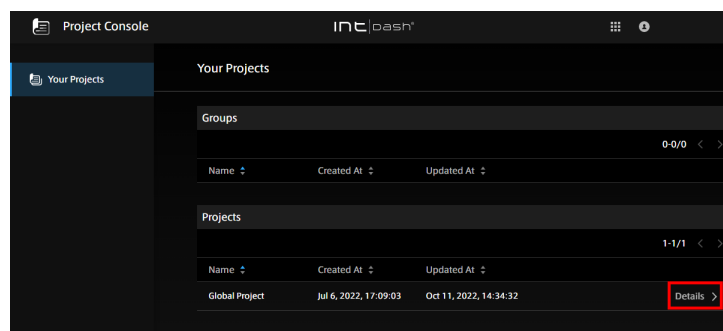 Project Console
intdash
Your Projects
Your Projects
Groups
0-0/0
Name Created At Updated At
Projects
1-1/1
Name Created At Updated At
Global Project Jul 6, 2022, 17:09:03 Oct 11, 2022, 14:34:32 Details